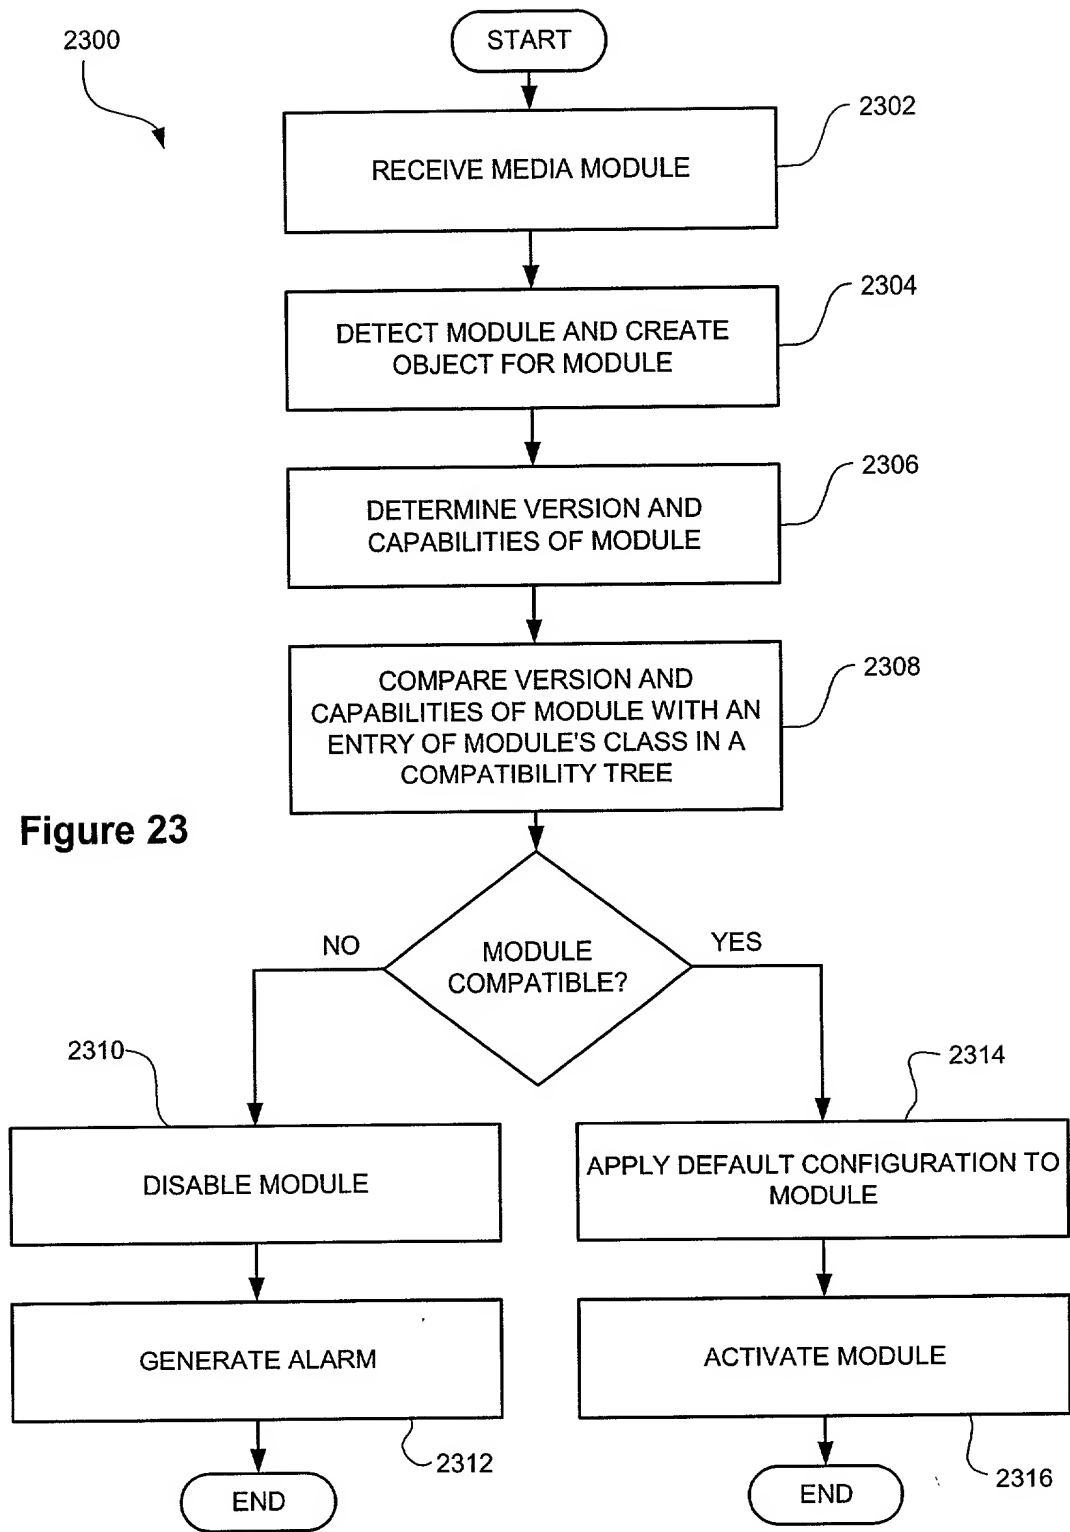 2300
START
2302
RECEIVE MEDIA MODULE
2304
DETECT MODULE AND CREATE
OBJECT FOR MODULE
2306
DETERMINE VERSION AND
CAPABILITIES OF MODULE
2308
COMPARE VERSION AND
CAPABILITIES OF MODULE WITH AN
ENTRY OF MODULE'S CLASS IN A
COMPATIBILITY TREE
Figure 23
NO
YES
MODULE
COMPATIBLE?
2310
2314
DISABLE MODULE
APPLY DEFAULT CONFIGURATION TO
MODULE
GENERATE ALARM
ACTIVATE MODULE
2312
2316
END
END